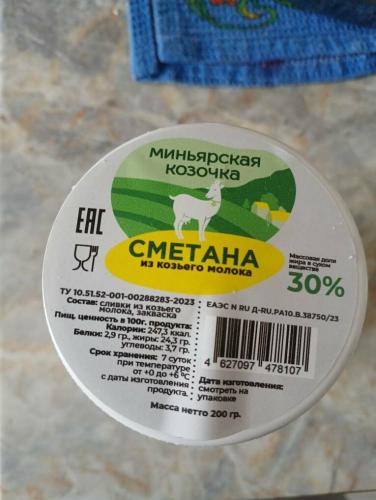 МИНЬЯРСКАЯ
КОЗОЧКА
EAC
СМЕТАНА
ИЗ КОЗЬЕГО МОЛОКА
Массовая доля
жира в сухом
веществе
30%
ТУ 10.51.52-001-00288283-2023
Состав: сливки из козьего
молока, закваска
Пищ. ценность в 100г. продукта:
Калории: 247,3 ккал.
Белки: 2,9 гр., жиры: 24,3 гр.
углеводы: 3,7 гр.
Срок хранения: 7 суток
при температуре
от +0 до +6 °С
с даты изготовления
продукта.
Масса нетто 200 гр.
ЕАЭС N RU Д-RU.РА10.В.38750/23
4 627097 478107
Дата изготовления:
смотреть на
упаковке